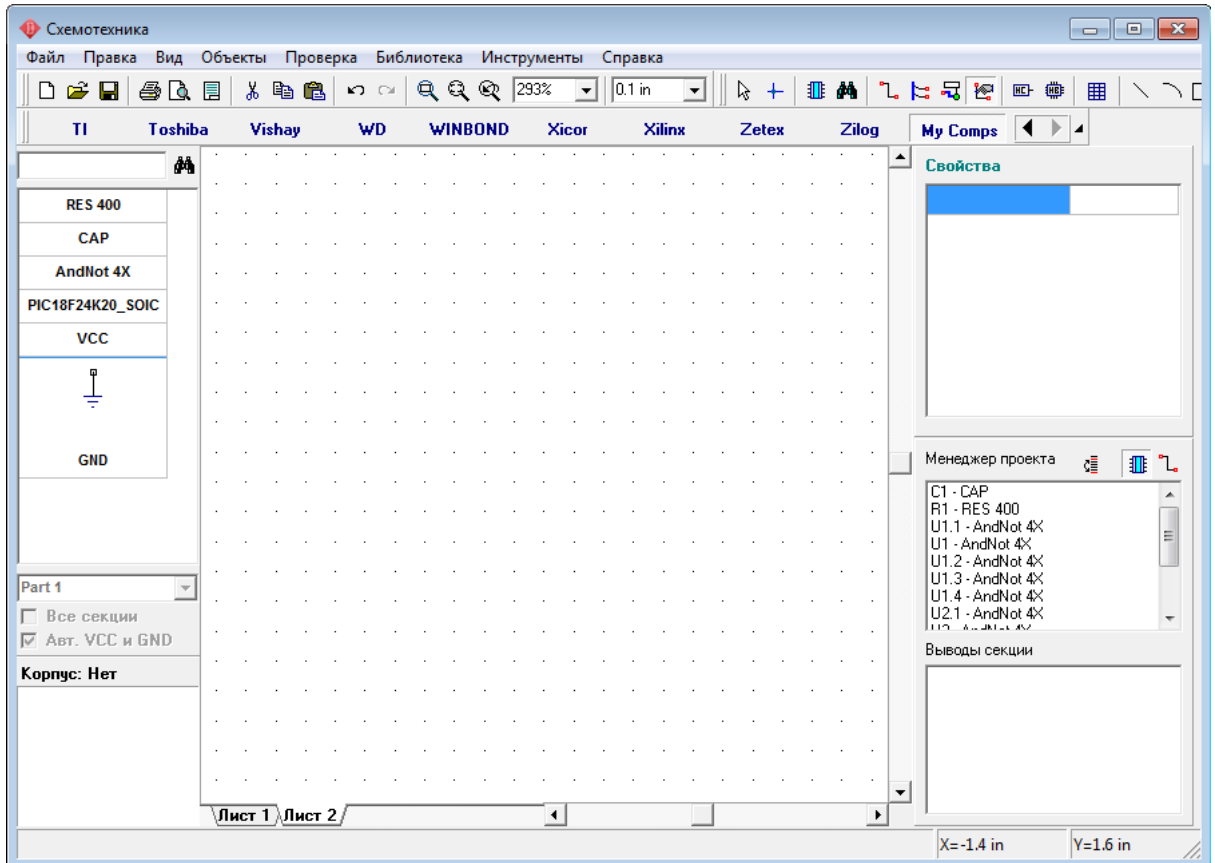 Схемотехника
Файл Правка Вид Объекты Проверка Библиотека Инструменты Справка
293% 0.1 in
TI Toshiba Vishay WD WINBOND Xicor Xilinx Zetex Zilog My Comps
RES 400
CAP
AndNot 4X
PIC18F24K20_SOIC
VCC
GND
Part 1
Все секции
Авт. VCC и GND
Корпус: Нет
Лист 1 Лист 2
Свойства
Менеджер проекта
C1 - CAP
R1 - RES 400
U1.1 - AndNot 4X
U1 - AndNot 4X
U1.2 - AndNot 4X
U1.3 - AndNot 4X
U1.4 - AndNot 4X
U2.1 - AndNot 4X
U2 - AndNot 4X
Выводы секции
X=-1.4 in Y=1.6 in